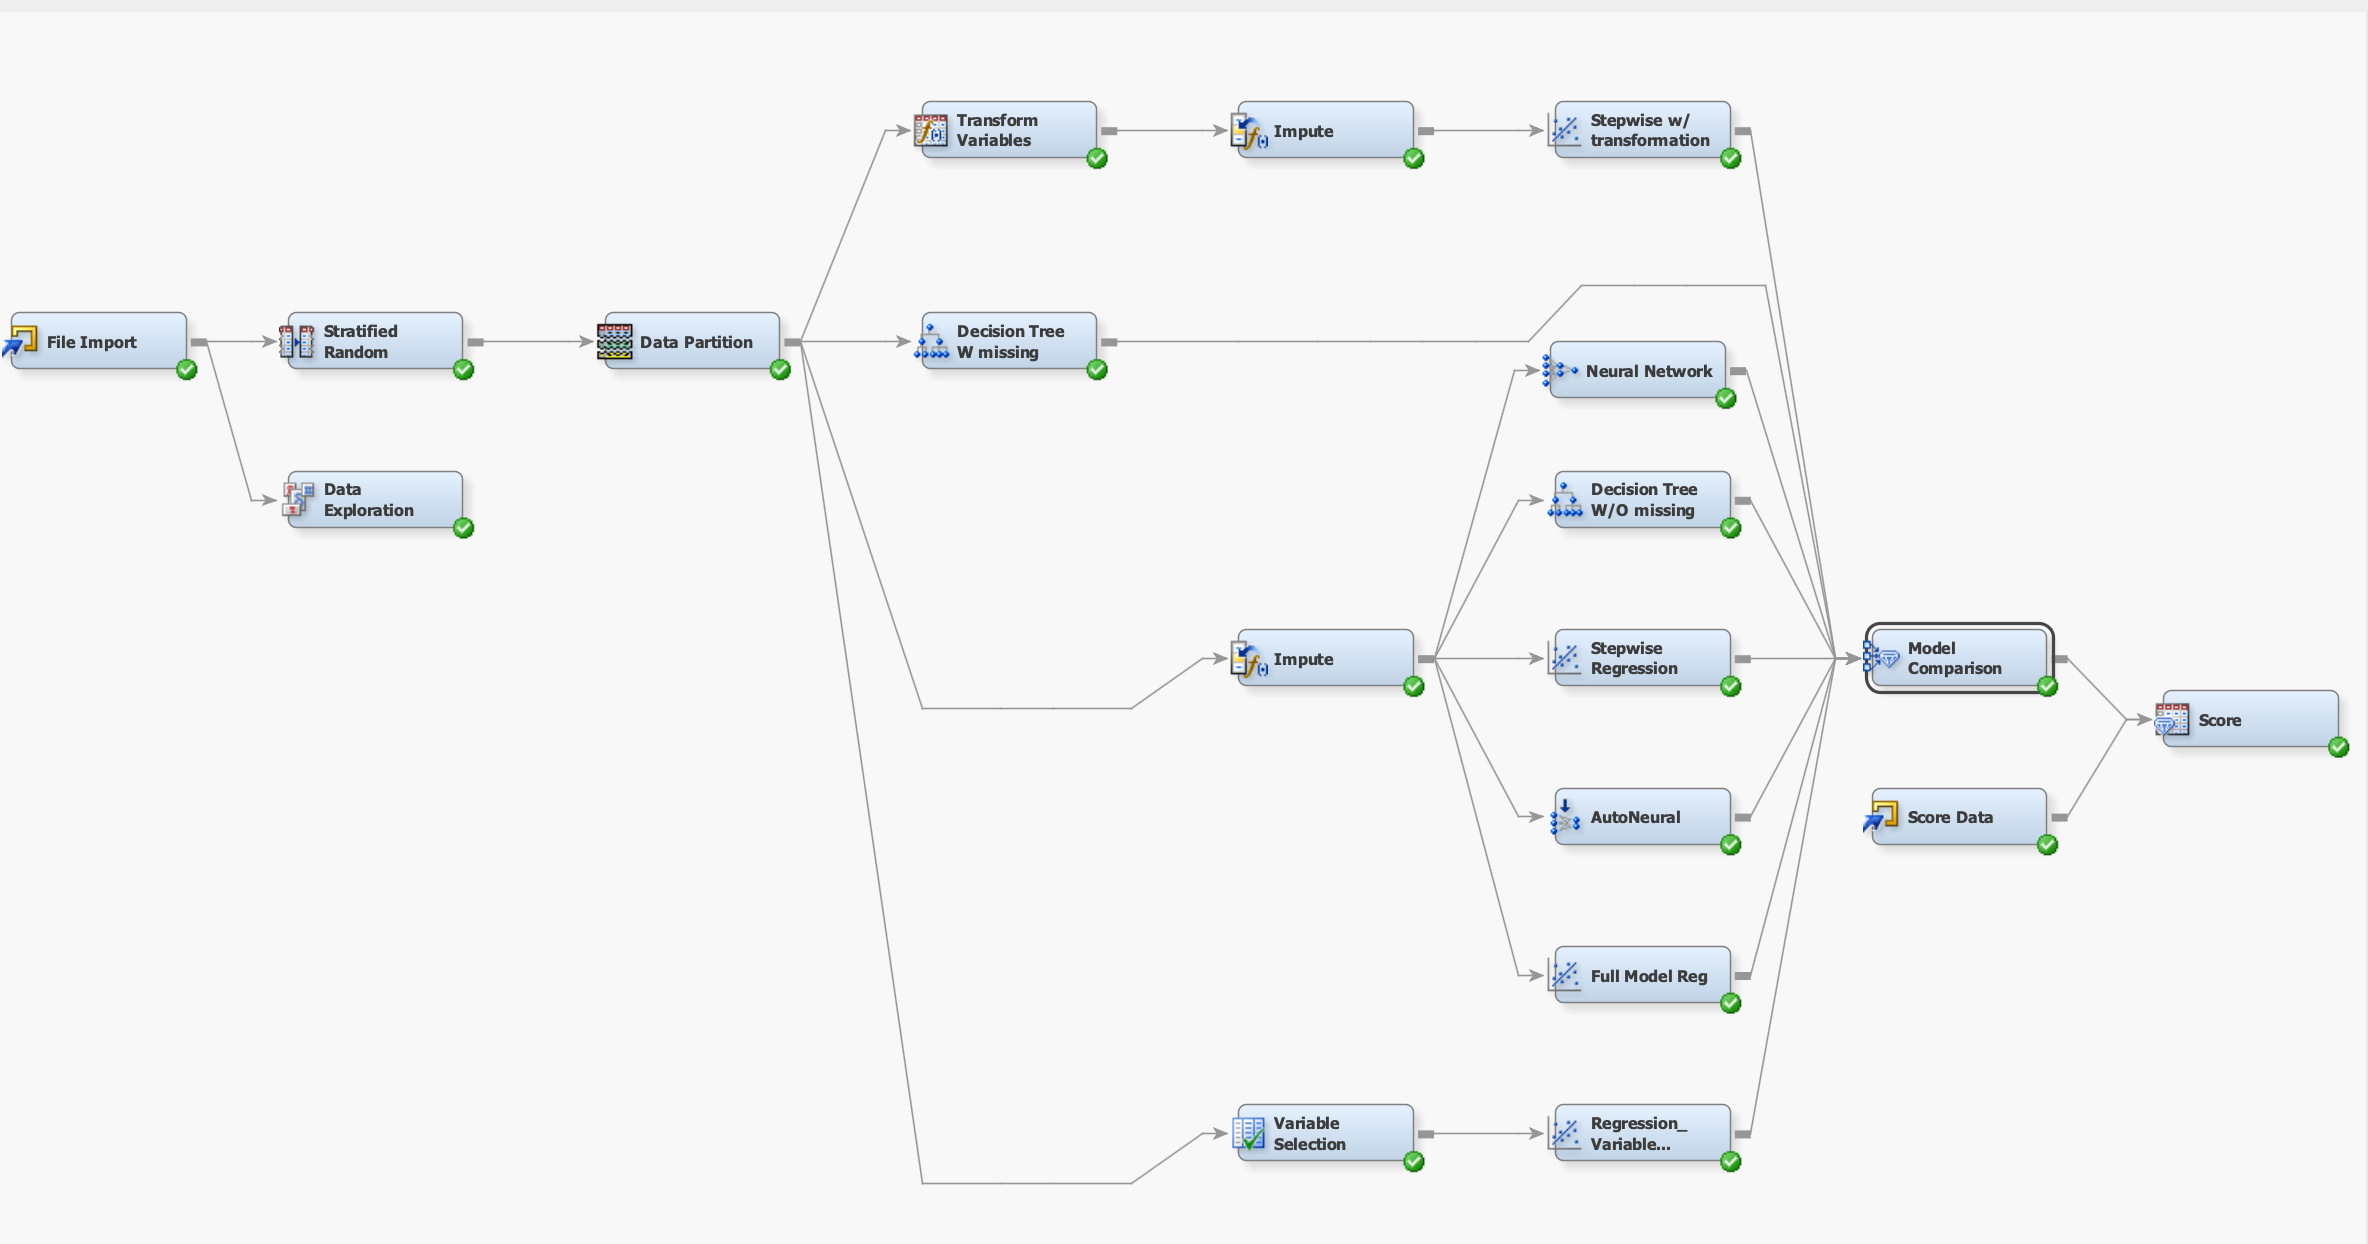 Transform
Variables
Impute
Stepwise w/
transformation
File Import
Stratified
Random
Data Partition
Decision Tree
W missing
Neural Network
Data
Exploration
Decision Tree
W/O missing
Impute
Stepwise
Regression
Model
Comparison
Score
AutoNeural
Score Data
Full Model Reg
Variable
Selection
Regression_
Variable...